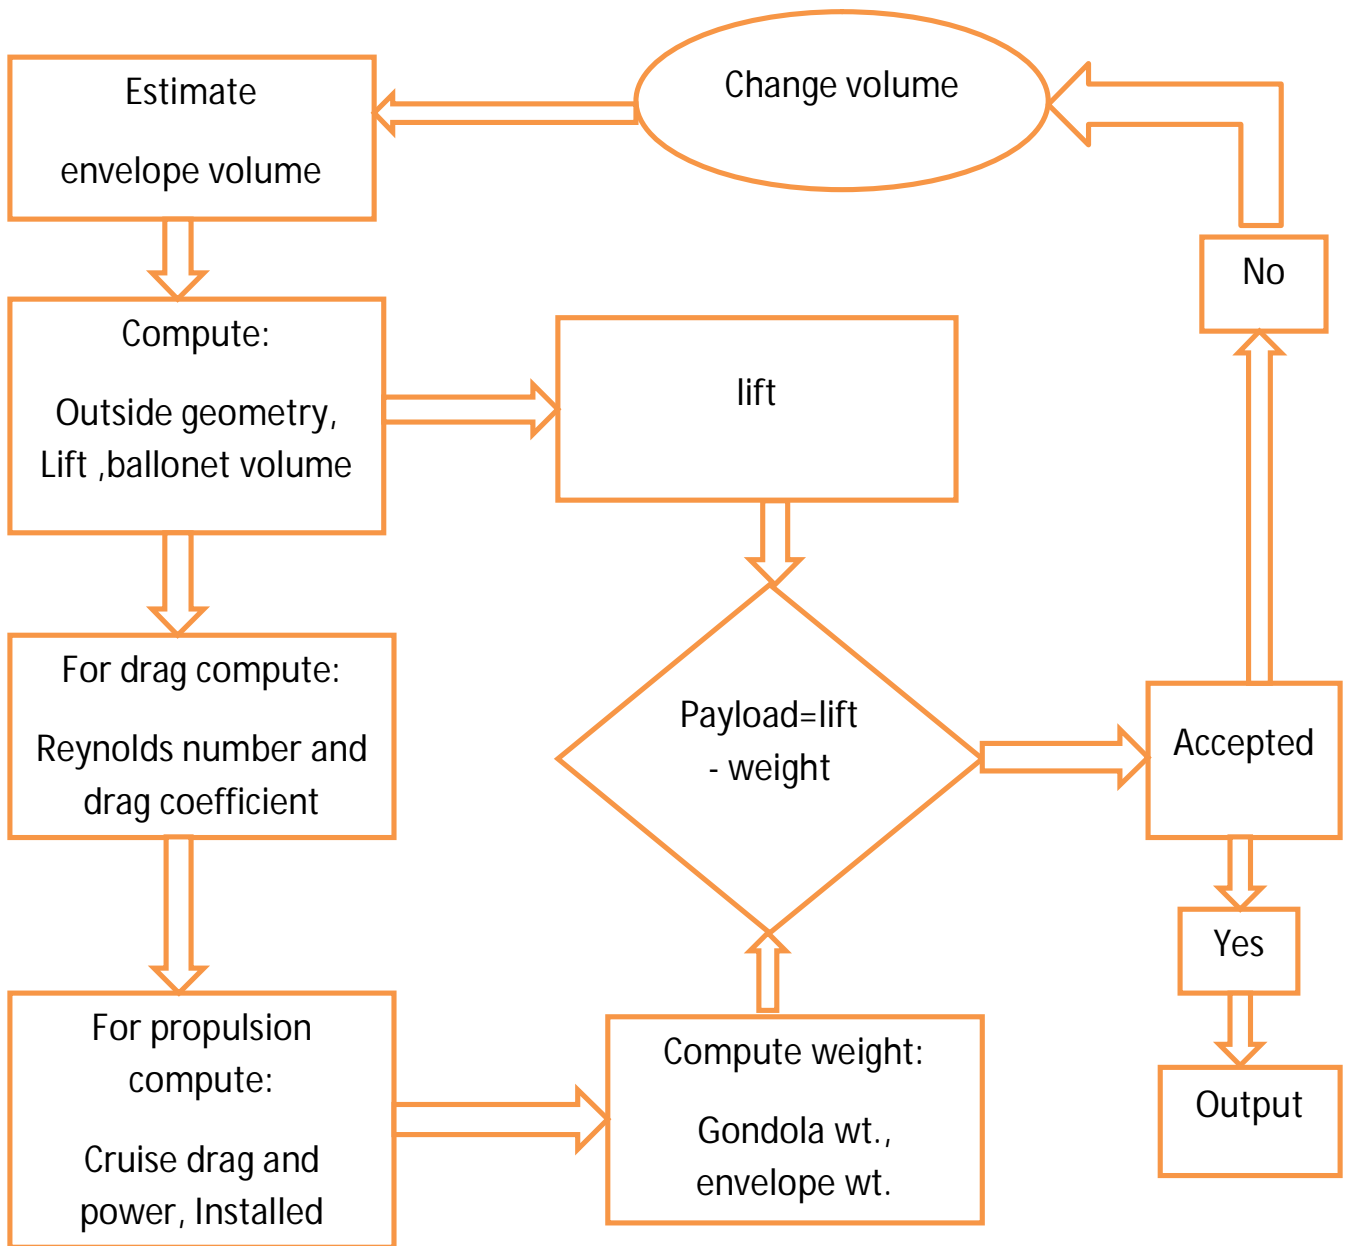 Estimate
envelope volume
Change volume
No
Compute:
Outside geometry,
Lift ,ballonet volume
lift
For drag compute:
Reynolds number and
drag coefficient
Payload=lift
- weight
Accepted
Yes
For propulsion
compute:
Cruise drag and
power, Installed
Compute weight:
Gondola wt.,
envelope wt.
Output